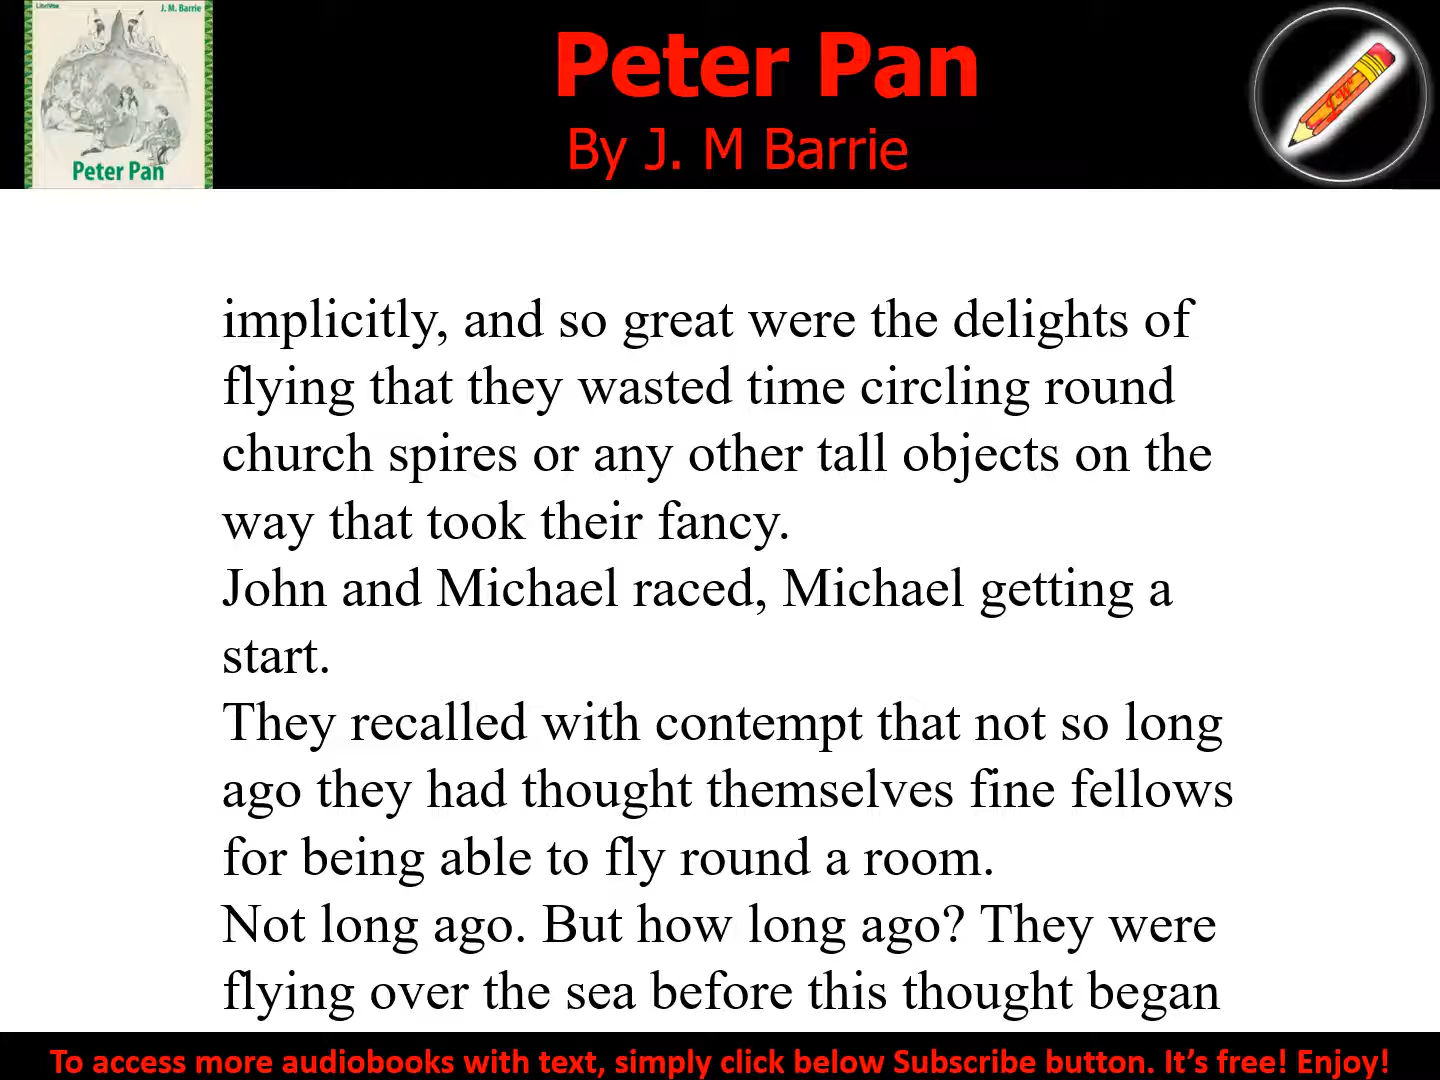 LibriVox
J. M. Barrie
Peter Pan
Peter Pan
By J. M Barrie
implicitly, and so great were the delights of
flying that they wasted time circling round
church spires or any other tall objects on the
way that took their fancy.
John and Michael raced, Michael getting a
start.
They recalled with contempt that not so long
ago they had thought themselves fine fellows
for being able to fly round a room.
Not long ago. But how long ago? They were
flying over the sea before this thought began
To access more audiobooks with text, simply click below Subscribe button. It’s free! Enjoy!